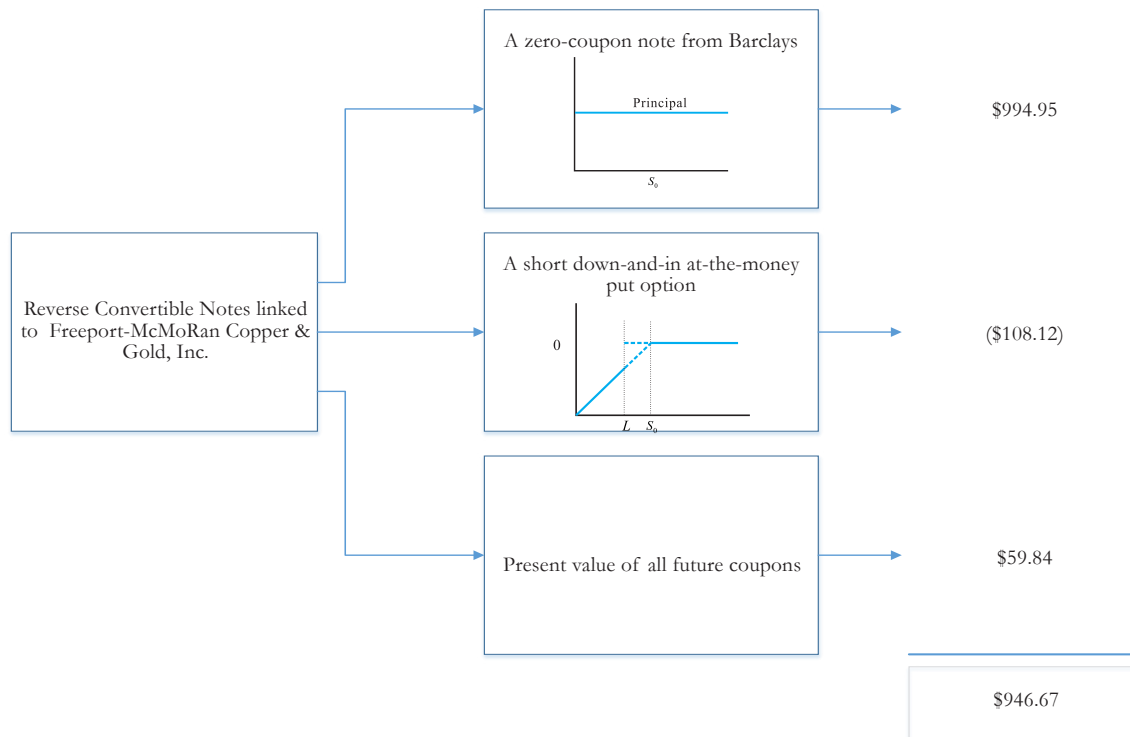 A zero-coupon note from Barclays
Principal
S₀
$994.95
Reverse Convertible Notes linked
to Freeport-McMoRan Copper &
Gold, Inc.
A short down-and-in at-the-money
put option
0
L S₀
($108.12)
Present value of all future coupons
$59.84
$946.67